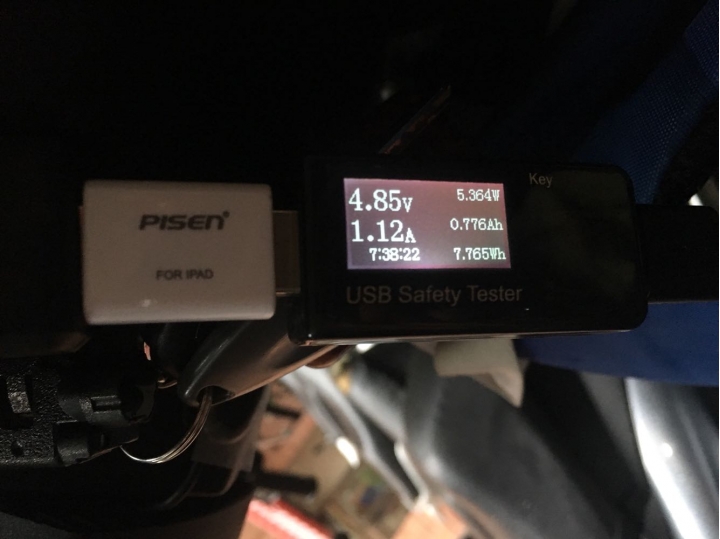 PISEN
FOR IPAD
4.85V
1.12A
7:38:22
5.364W
0.776Ah
7.765Wh
Key
USB Safety Tester